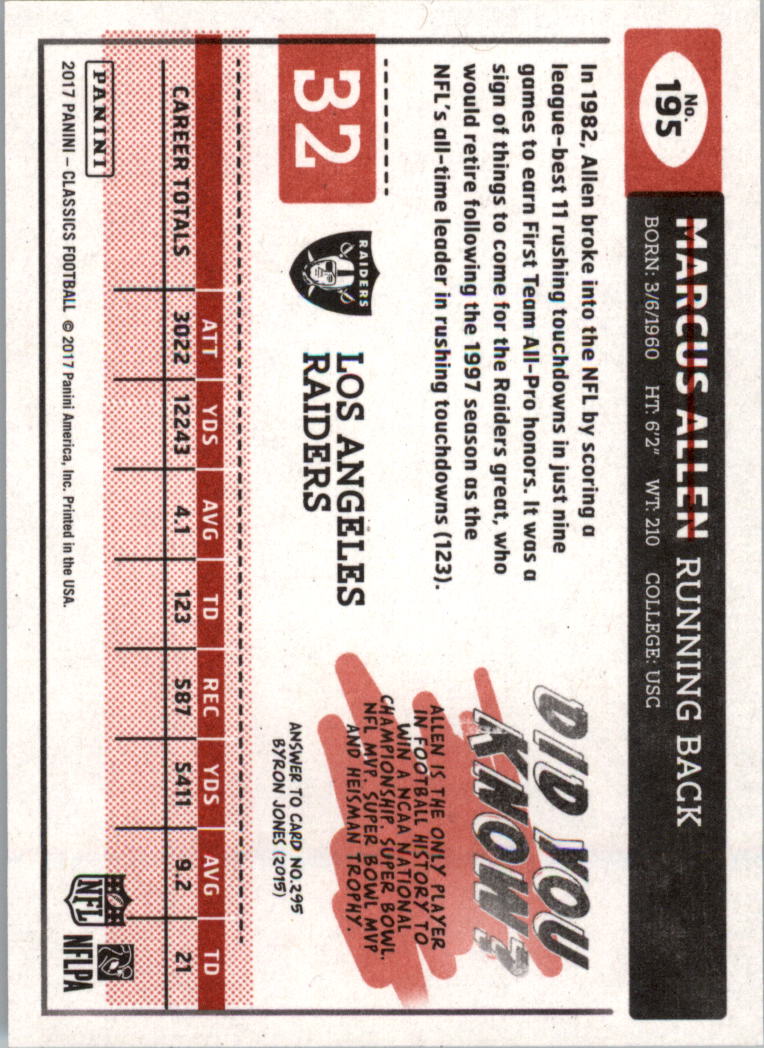 No.
195
MARCUS ALLEN RUNNING BACK
BORN: 3/6/1960 HT: 6'2" WT: 210 COLLEGE: USC
In 1982, Allen broke into the NFL by scoring a
league-best 11 rushing touchdowns in just nine
games to earn First Team All-Pro honors. It was a
sign of things to come for the Raiders great, who
would retire following the 1997 season as the
NFL's all-time leader in rushing touchdowns (123).
DID YOU
KNOW?
ALLEN IS THE ONLY PLAYER
IN FOOTBALL HISTORY TO
WIN A NCAA NATIONAL
CHAMPIONSHIP, SUPER BOWL,
NFL MVP, SUPER BOWL MVP
AND HEISMAN TROPHY.
ANSWER TO CARD NO.295
BYRON JONES (2015)
32
RAIDERS
LOS ANGELES
RAIDERS
ATT YDS AVG TD REC YDS AVG TD
CAREER TOTALS 3022 12243 4.1 123 587 5411 9.2 21
PANINI
2017 PANINI – CLASSICS FOOTBALL © 2017 Panini America, Inc. Printed in the USA.
NFL NFLPA